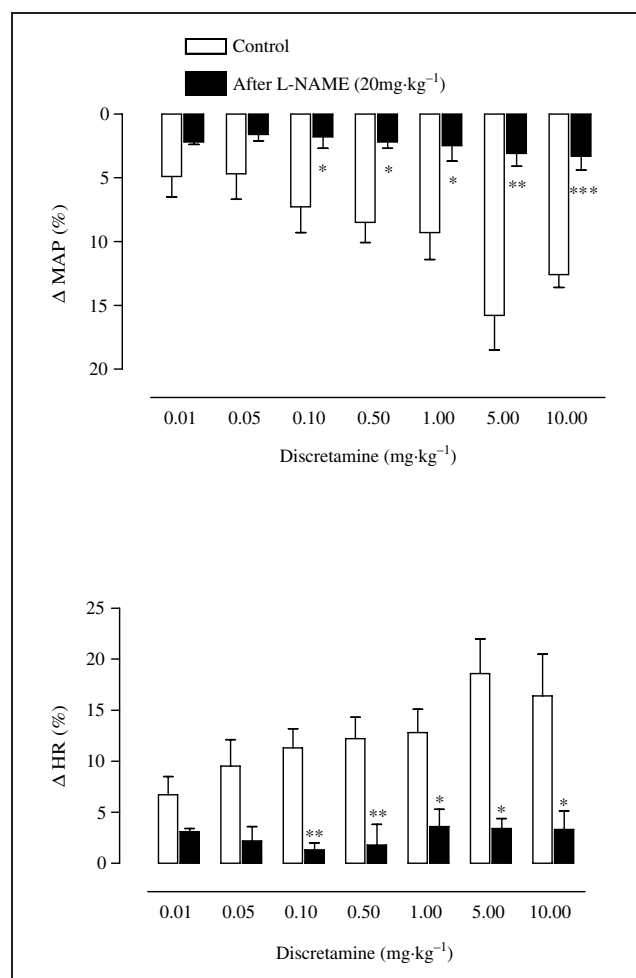 Control
After L-NAME (20mg·kg⁻¹)
0
5
10
15
20
Δ MAP (%)
* * * ** ***
0.01 0.05 0.10 0.50 1.00 5.00 10.00
Discretamine (mg·kg⁻¹)
25
20
15
10
5
0
Δ HR (%)
** ** * * *
0.01 0.05 0.10 0.50 1.00 5.00 10.00
Discretamine (mg·kg⁻¹)